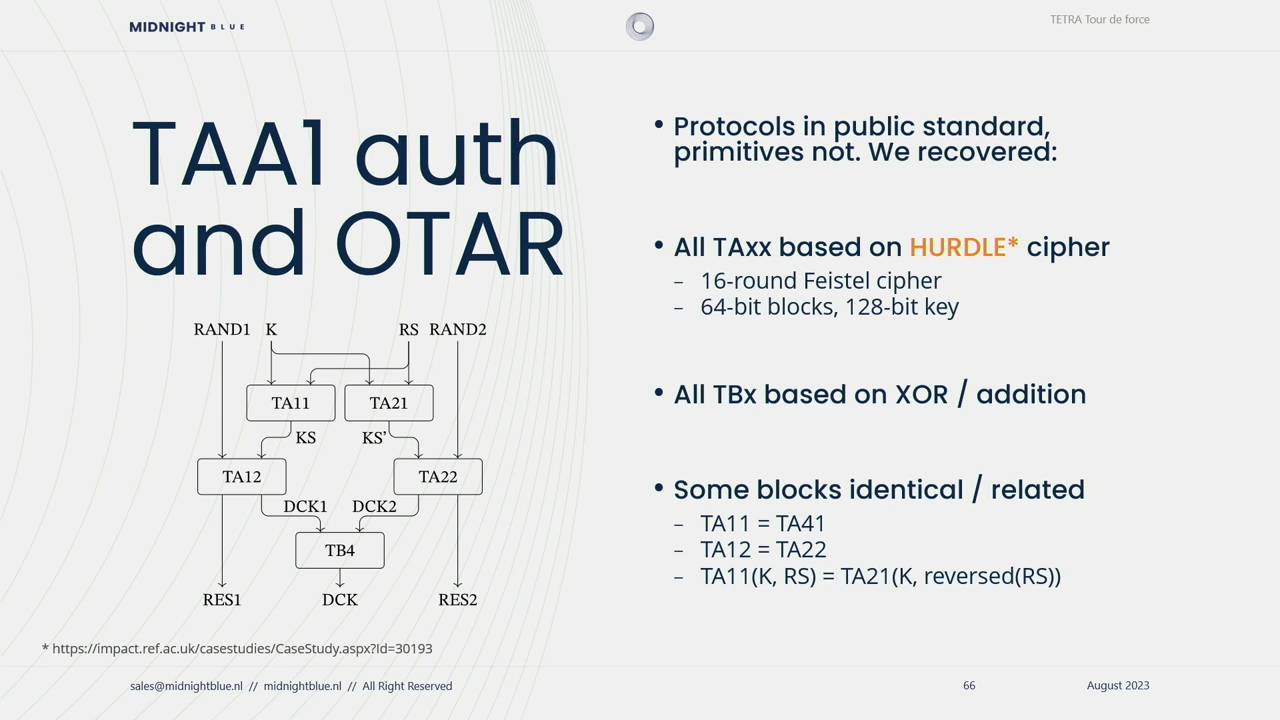 MIDNIGHT BLUE
TETRA Tour de force
TAA1 auth
and OTAR
RAND1 K RS RAND2
TA11 TA21
KS KS’
TA12 TA22
DCK1 DCK2
TB4
RES1 DCK RES2
* https://impact.ref.ac.uk/casestudies/CaseStudy.aspx?Id=30193
• Protocols in public standard,
primitives not. We recovered:
• All TAxx based on HURDLE* cipher
– 16-round Feistel cipher
– 64-bit blocks, 128-bit key
• All TBx based on XOR / addition
• Some blocks identical / related
– TA11 = TA41
– TA12 = TA22
– TA11(K, RS) = TA21(K, reversed(RS))
sales@midnightblue.nl // midnightblue.nl // All Right Reserved
66
August 2023